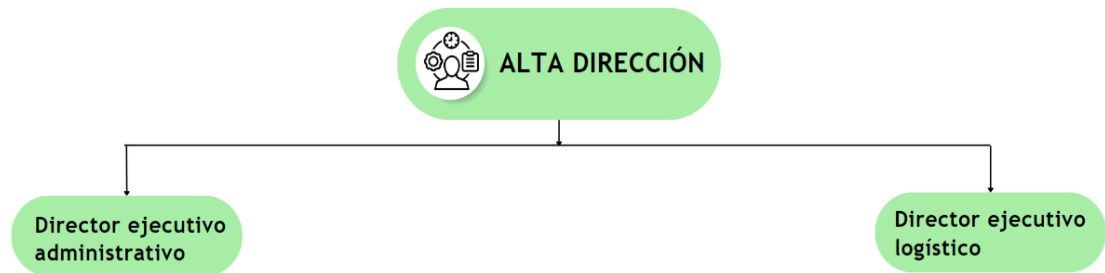 ALTA DIRECCIÓN
Director ejecutivo
administrativo
Director ejecutivo
logístico